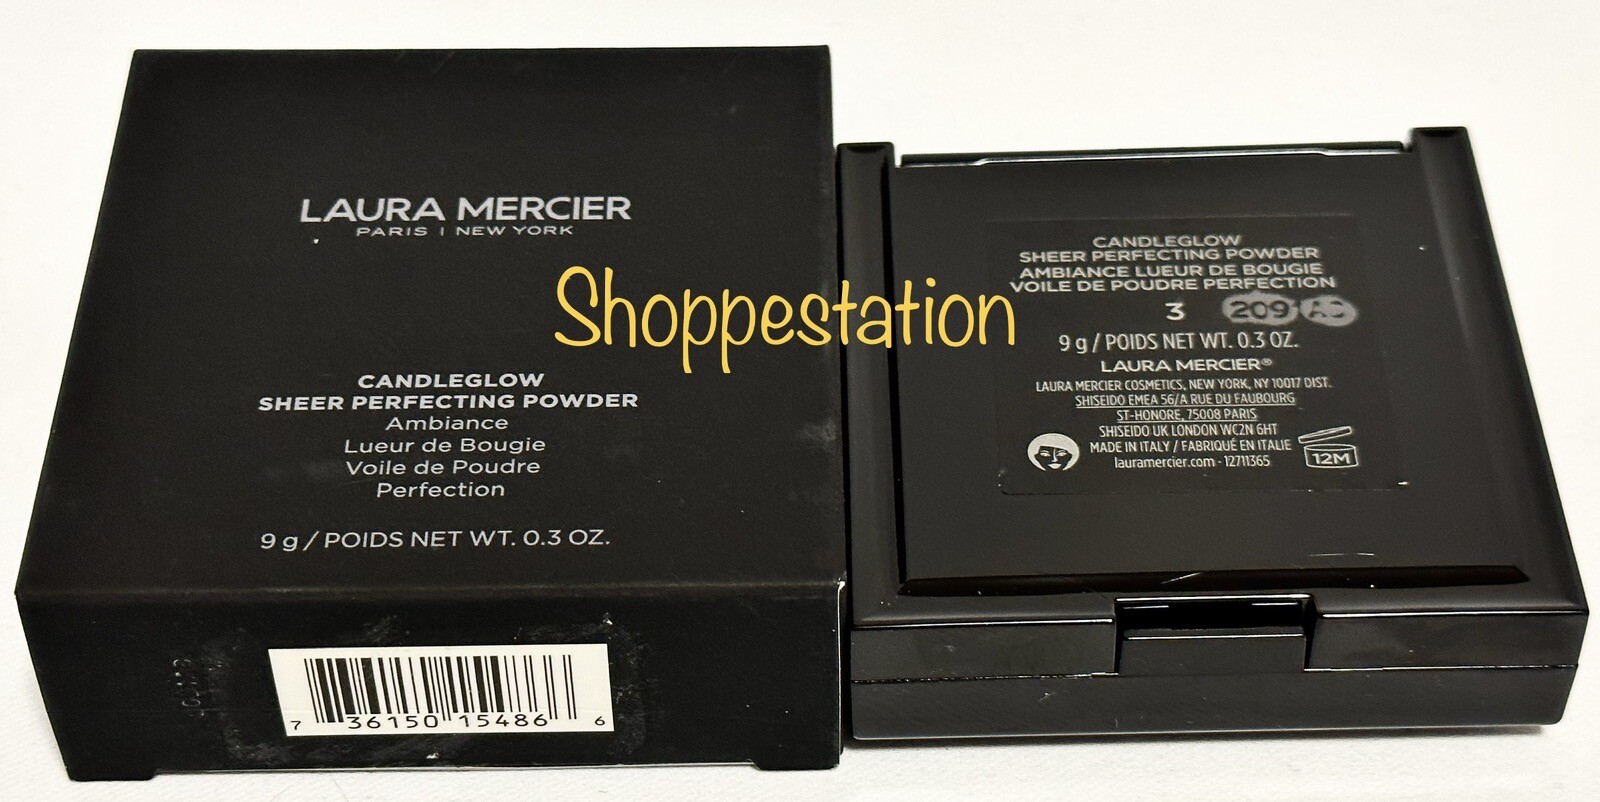 LAURA MERCIER
PARIS | NEW YORK
CANDLEGLOW
SHEER PERFECTING POWDER
Ambiance
Lueur de Bougie
Voile de Poudre
Perfection
9 g / POIDS NET WT. 0.3 OZ.
7 36150 15486 6
Shoppestation
CANDLEGLOW
SHEER PERFECTING POWDER
AMBIANCE LUEUR DE BOUGIE
VOILE DE POUDRE PERFECTION
3 209
9 g / POIDS NET WT. 0.3 OZ.
LAURA MERCIER®
LAURA MERCIER COSMETICS, NEW YORK, NY 10017 DIST.
SHISEIDO EMEA 56/A RUE DU FAUBOURG
ST-HONORE, 75008 PARIS
SHISEIDO UK LONDON WC2N 6HT
MADE IN ITALY / FABRIQUÉ EN ITALIE
lauramercier.com - 12711365
12M